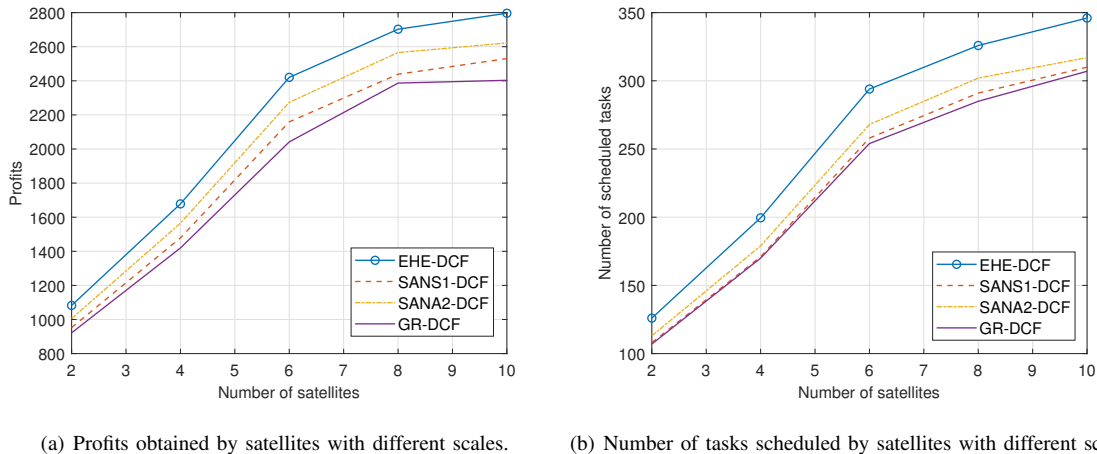 2800
2600
2400
2200
2000
1800
1600
1400
1200
1000
800
Profits
2 3 4 5 6 7 8 9 10
Number of satellites
EHE-DCF
SANS1-DCF
SANA2-DCF
GR-DCF
(a) Profits obtained by satellites with different scales.
350
300
250
200
150
100
Number of scheduled tasks
2 3 4 5 6 7 8 9 10
Number of satellites
EHE-DCF
SANS1-DCF
SANA2-DCF
GR-DCF
(b) Number of tasks scheduled by satellites with different sc